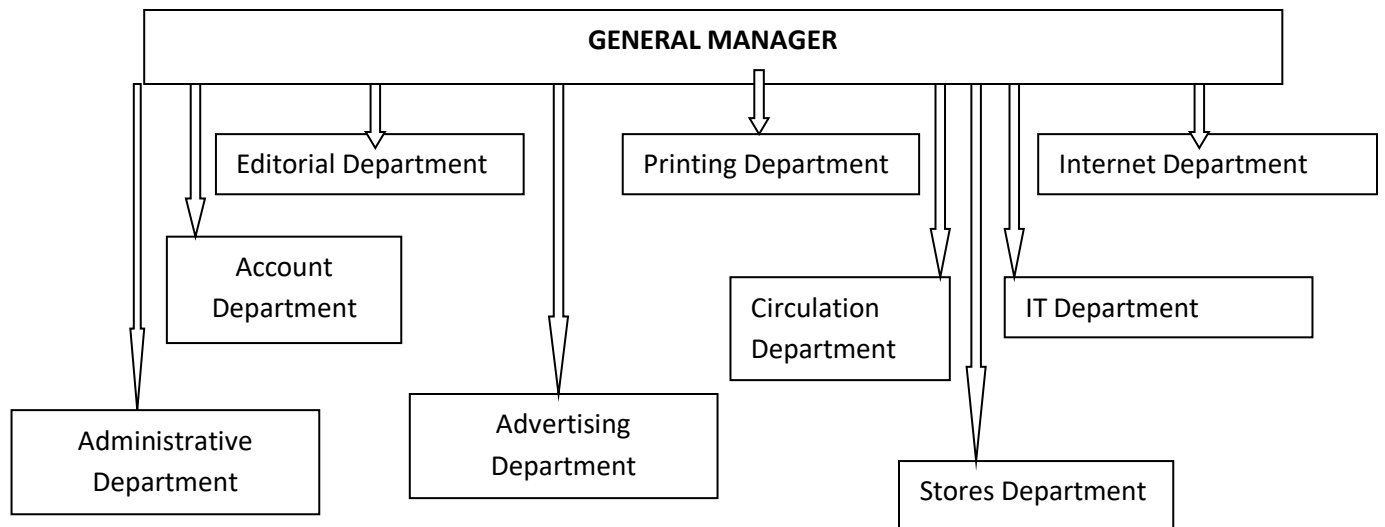 GENERAL MANAGER
Editorial Department
Printing Department
Internet Department
Account
Department
Circulation
Department
IT Department
Administrative
Department
Advertising
Department
Stores Department